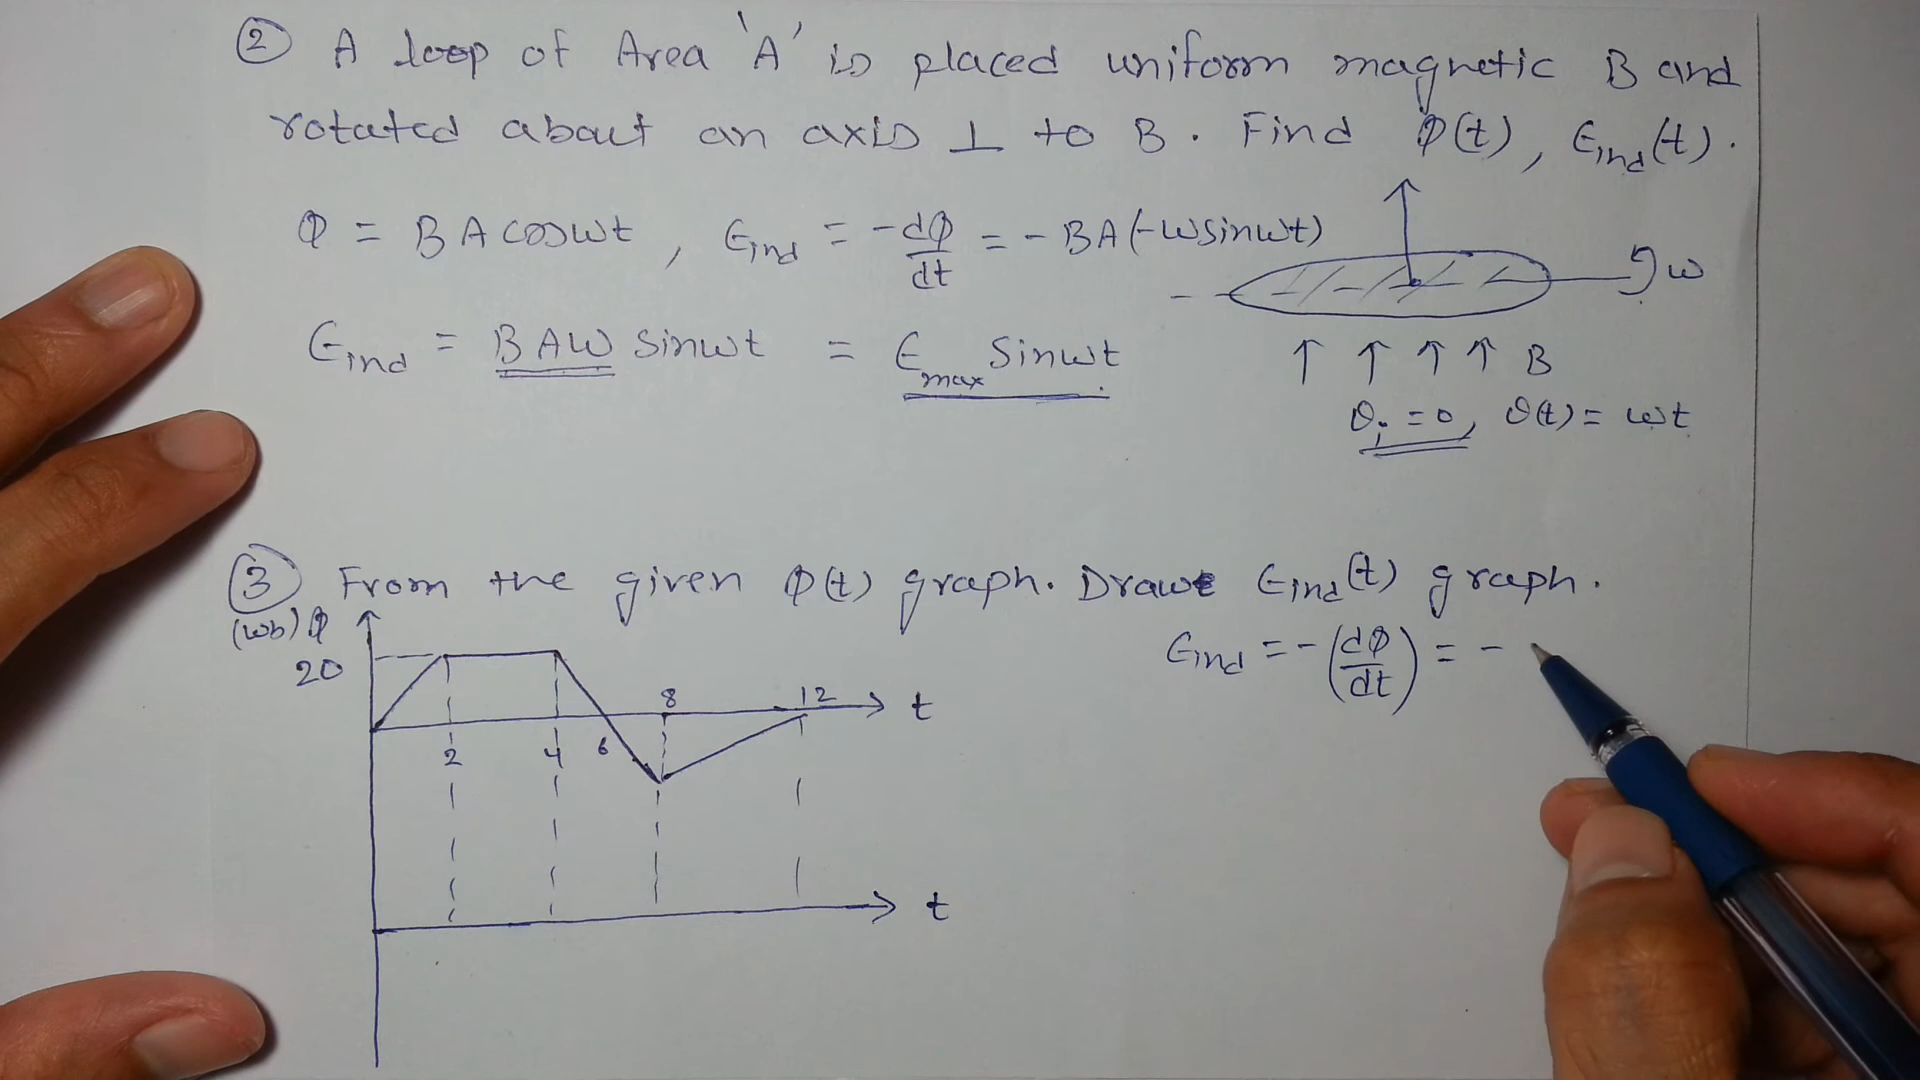 ② A loop of Area 'A' is placed uniform magnetic B and
rotated about an axis ⊥ to B. Find Φ(t), Eind(t).
Φ = BA cosωt, Eind = -dΦ/dt = -BA(-ωsinωt)
ω
Eind = BAω sinωt = Emax sinωt
↑ ↑ ↑ ↑ B
θi = 0, θ(t) = ωt
③ From the given Φ(t) graph. Draw Eind(t) graph.
(wb) Φ
20
Eind = -(dΦ/dt) = -
8 12 t
2 4 6
t